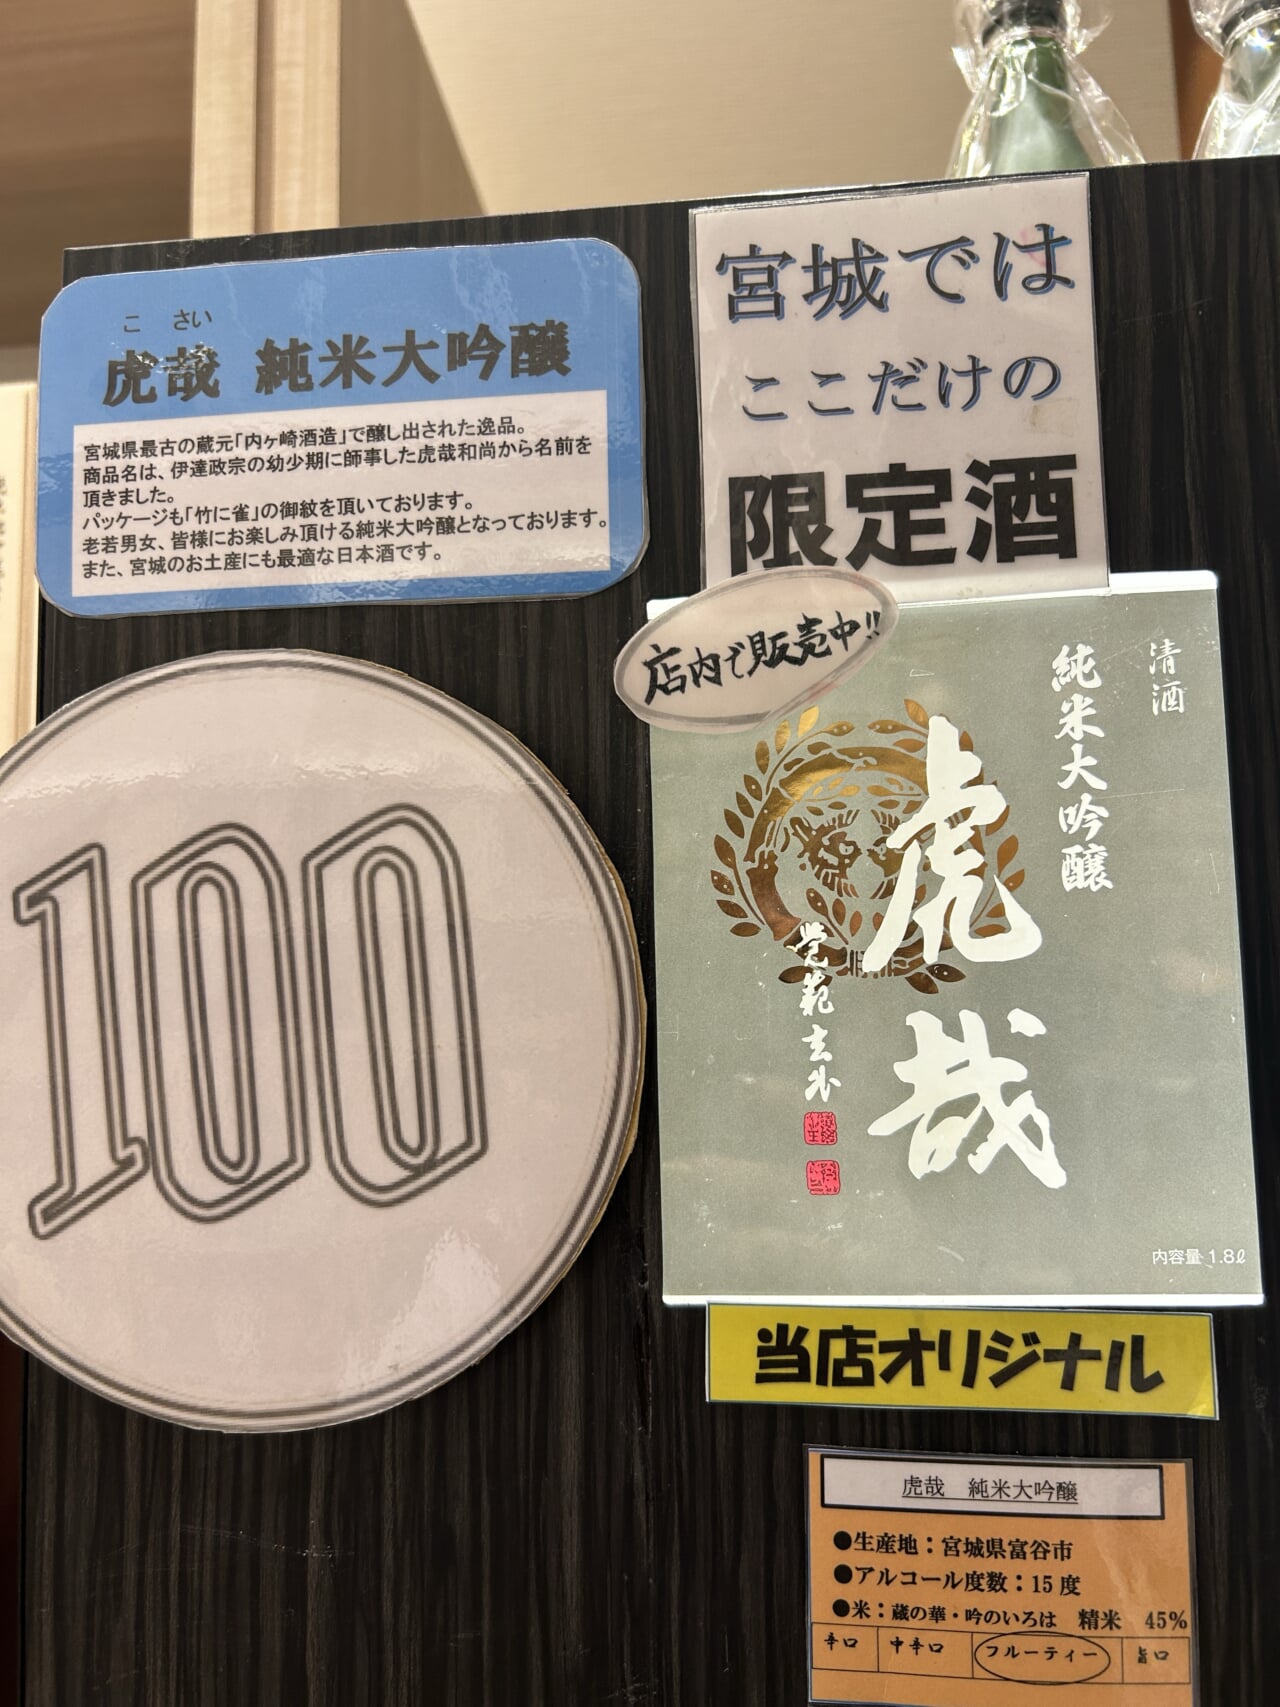 こ さい
虎哉 純米大吟醸
宮城県最古の蔵元「内ヶ崎酒造」で醸し出された逸品。
商品名は、伊達政宗の幼少期に師事した虎哉和尚から名前を
頂きました。
パッケージも「竹に雀」の御紋を頂いております。
老若男女、皆様にお楽しみ頂ける純米大吟醸となっております。
また、宮城のお土産にも最適な日本酒です。
宮城では
ここだけの
限定酒
店内で販売中!!
100
清酒
純米大吟醸
虎哉
内容量 1.8ℓ
当店オリジナル
虎哉 純米大吟醸
●生産地：宮城県富谷市
●アルコール度数：15度
●米：蔵の華・吟のいろは 精米 45%
辛口 中辛口 フルーティー 旨口